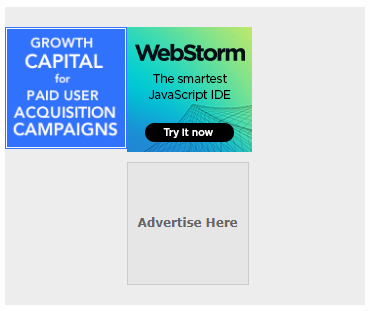 GROWTH
CAPITAL
for
PAID USER
ACQUISITION
CAMPAIGNS
WebStorm
The smartest
JavaScript IDE
Try it now
Advertise Here